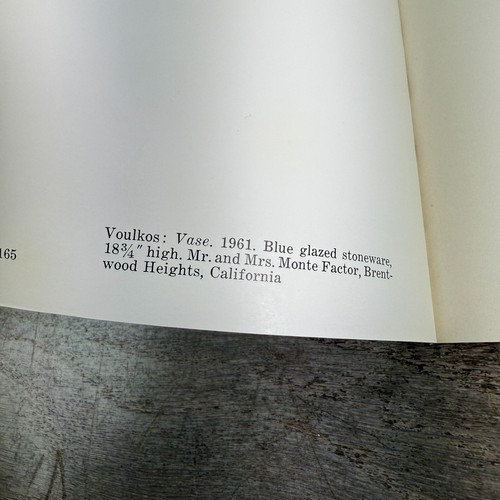 Voulkos: Vase. 1961. Blue glazed stoneware,
18¾" high. Mr. and Mrs. Monte Factor, Brent-
wood Heights, California
165